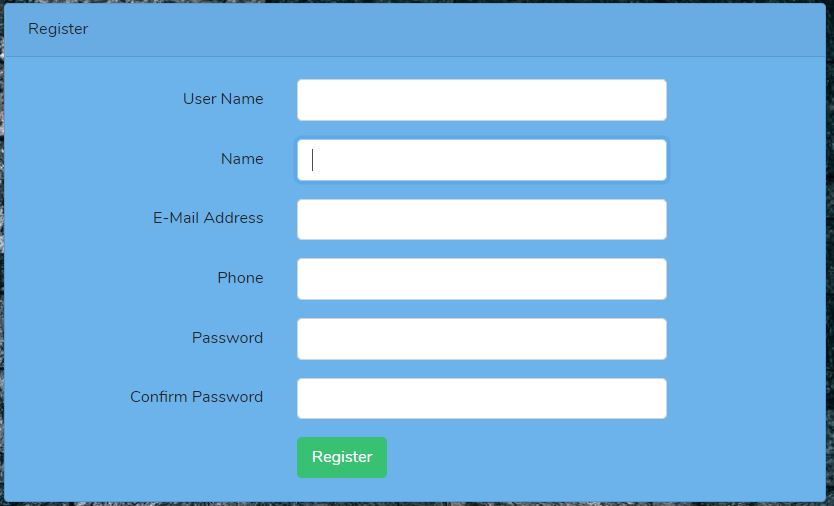 Register
User Name
Name
E-Mail Address
Phone
Password
Confirm Password
Register